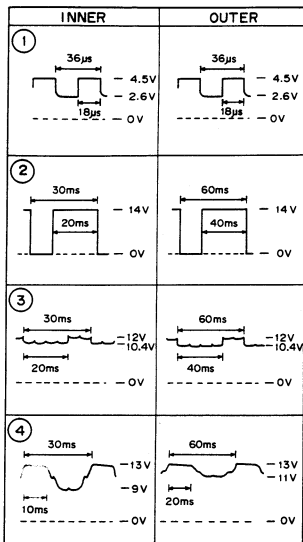 INNER OUTER
1
36µs 36µs
4.5V 4.5V
2.6V 2.6V
18µs 18µs
0V 0V
2
30ms 60ms
14V 14V
20ms 40ms
0V 0V
3
30ms 60ms
12V 12V
10.4V 10.4V
20ms 40ms
0V 0V
4
30ms 60ms
13V 13V
11V
9V
10ms 20ms
0V 0V